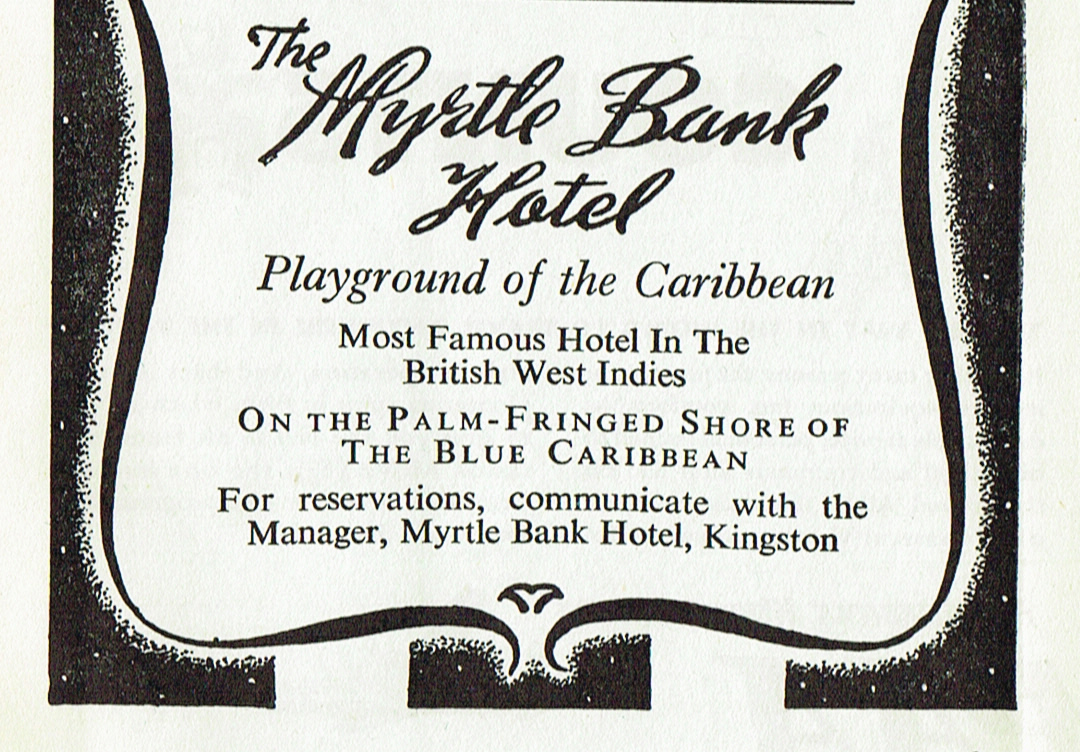 The
Myrtle Bank
Hotel
Playground of the Caribbean
Most Famous Hotel In The
British West Indies
ON THE PALM-FRINGED SHORE OF
THE BLUE CARIBBEAN
For reservations, communicate with the
Manager, Myrtle Bank Hotel, Kingston